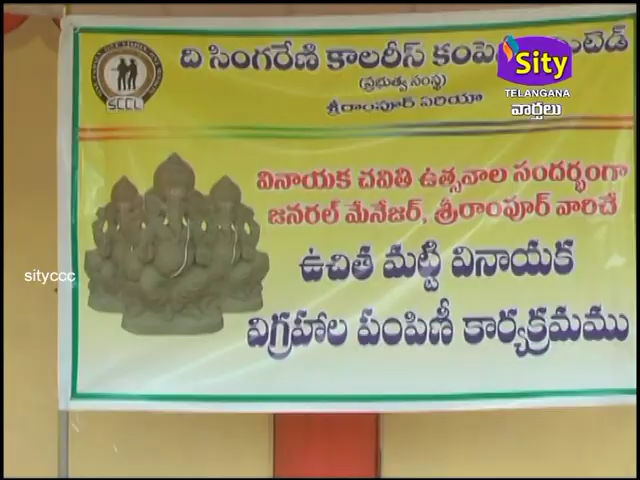 ది సింగరేణి కాలరీస్ కంపె
(ప్రభుత్వ సంస్థ)
శ్రీరాంపూర్ ఏరియా
SCCL
Sity
TELANGANA
వార్తలు
వినాయక చవితి ఉత్సవాల సందర్భంగా
జనరల్ మేనేజర్, శ్రీరాంపూర్ వారిచే
ఉచిత మట్టి వినాయక
విగ్రహాల పంపిణీ కార్యక్రమము
sityccc